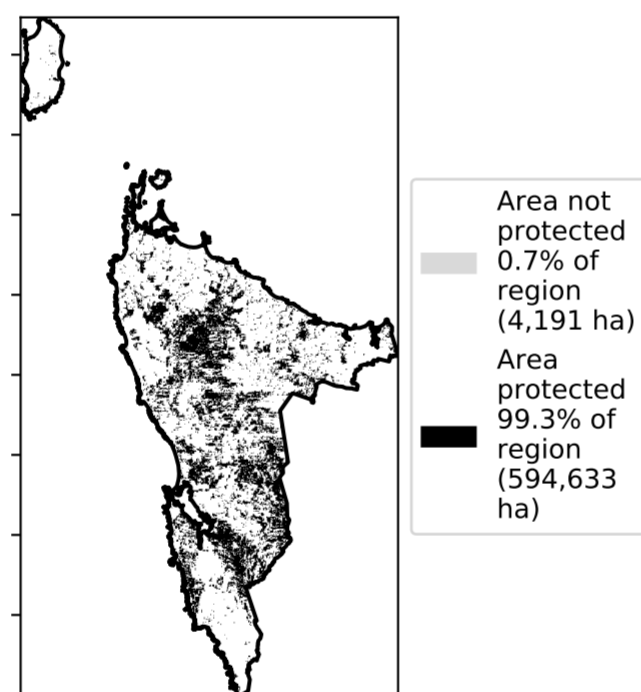 Area not
protected
0.7% of
region
(4,191 ha)
Area
protected
99.3% of
region
(594,633
ha)